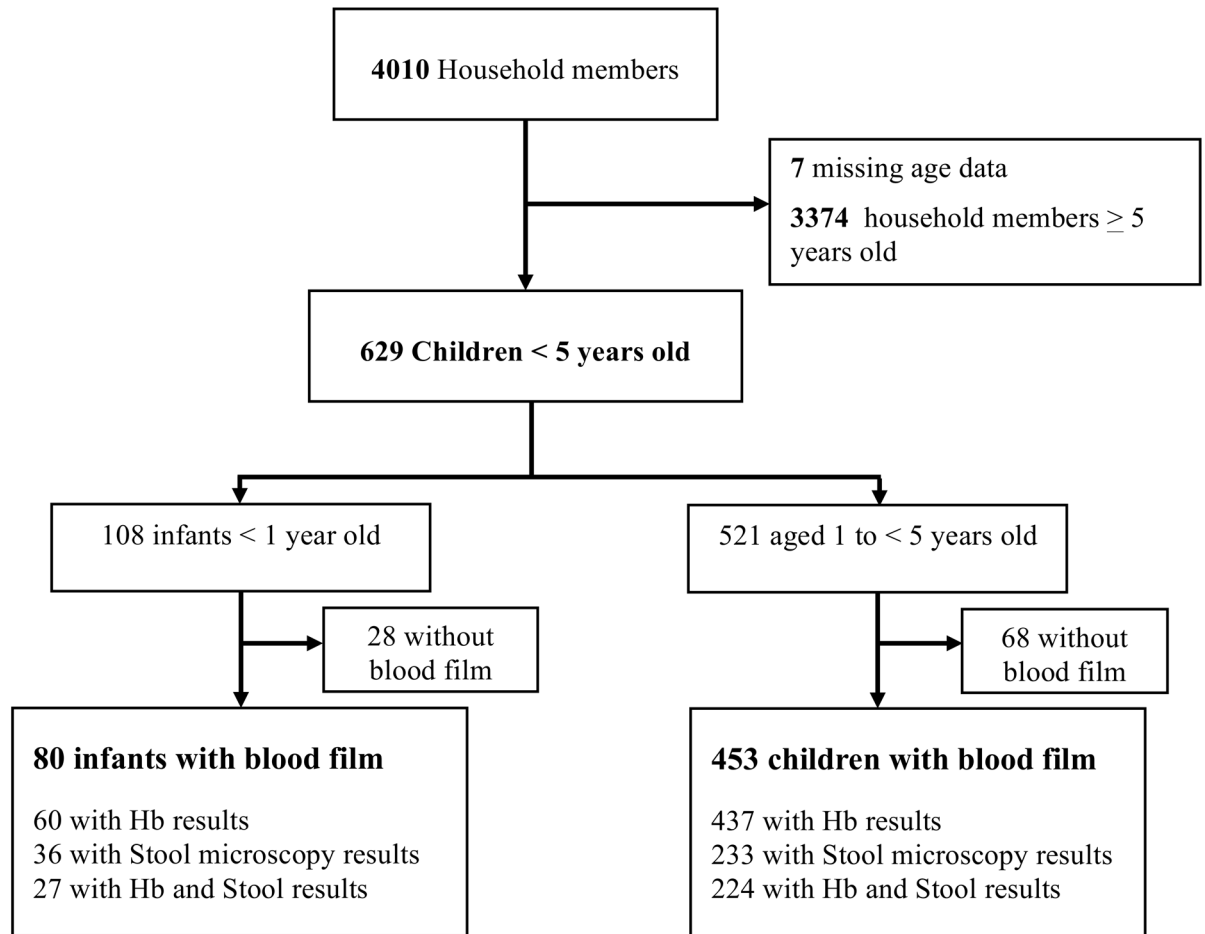 4010 Household members
7 missing age data
3374 household members ≥ 5
years old
629 Children < 5 years old
108 infants < 1 year old
521 aged 1 to < 5 years old
28 without
blood film
68 without
blood film
80 infants with blood film
60 with Hb results
36 with Stool microscopy results
27 with Hb and Stool results
453 children with blood film
437 with Hb results
233 with Stool microscopy results
224 with Hb and Stool results